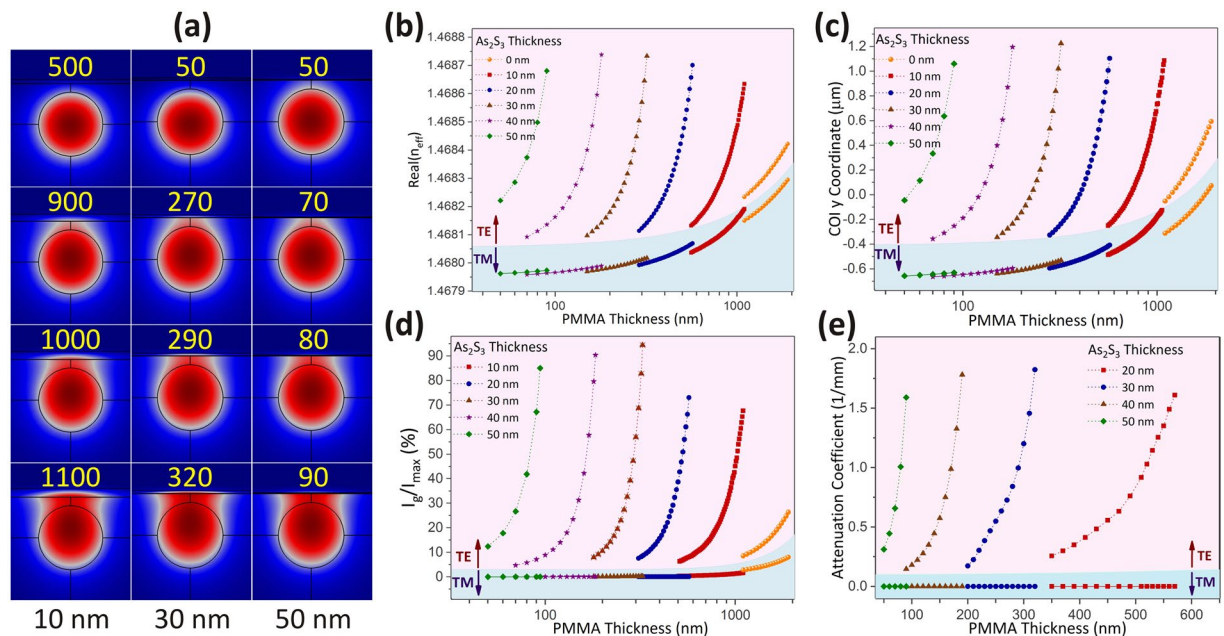 (a)
500 50 50
900 270 70
1000 290 80
1100 320 90
10 nm 30 nm 50 nm
(b)
1.4688
1.4687
1.4686
1.4685
1.4684
1.4683
1.4682
1.4681
1.4680
1.4679
Real(n_eff)
As₂S₃ Thickness
0 nm
10 nm
20 nm
30 nm
40 nm
50 nm
TE
TM
100 1000
PMMA Thickness (nm)
(c)
1.2
1.0
0.8
0.6
0.4
0.2
0.0
-0.2
-0.4
-0.6
COI y Coordinate (μm)
As₂S₃ Thickness
0 nm
10 nm
20 nm
30 nm
40 nm
50 nm
TE
TM
100 1000
PMMA Thickness (nm)
(d)
90
80
70
60
50
40
30
20
10
0
I_g/I_max (%)
As₂S₃ Thickness
10 nm
20 nm
30 nm
40 nm
50 nm
TE
TM
100 1000
PMMA Thickness (nm)
(e)
2.0
1.5
1.0
0.5
0.0
Attenuation Coefficient (1/mm)
As₂S₃ Thickness
20 nm
30 nm
40 nm
50 nm
TE
TM
100 200 300 400 500 600
PMMA Thickness (nm)